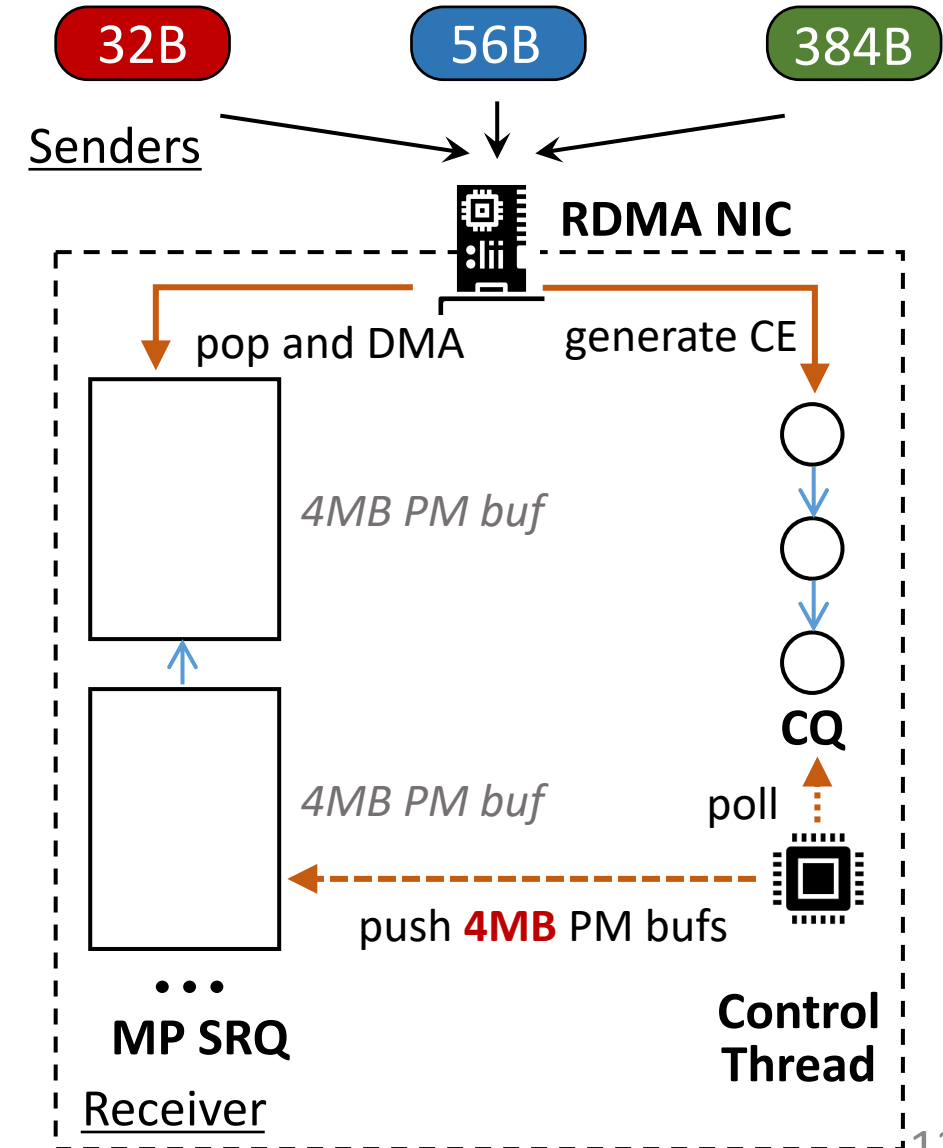 32B
56B
384B
Senders
RDMA NIC
pop and DMA
generate CE
4MB PM buf
CQ
4MB PM buf
poll
push 4MB PM bufs
...
MP SRQ
Control
Thread
Receiver